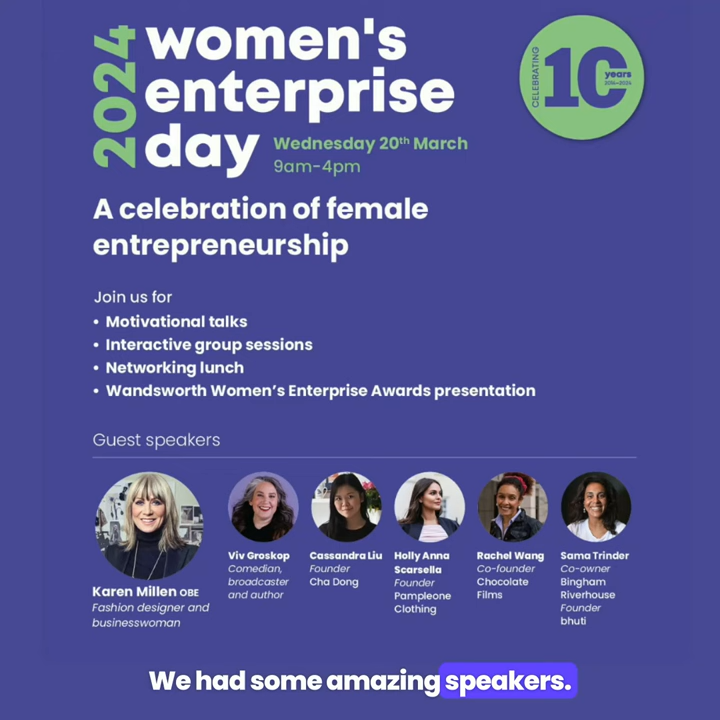 2024
women's
enterprise
day
Wednesday 20th March
9am-4pm
CELEBRATING
10
years
2014-2024
A celebration of female
entrepreneurship
Join us for
• Motivational talks
• Interactive group sessions
• Networking lunch
• Wandsworth Women's Enterprise Awards presentation
Guest speakers
Karen Millen OBE
Fashion designer and
businesswoman
Viv Groskop
Comedian,
broadcaster
and author
Cassandra Liu
Founder
Cha Dong
Holly Anna
Scarsella
Founder
Pampleone
Clothing
Rachel Wang
Co-founder
Chocolate
Films
Sama Trinder
Co-owner
Bingham
Riverhouse
Founder
bhuti
We had some amazing speakers.